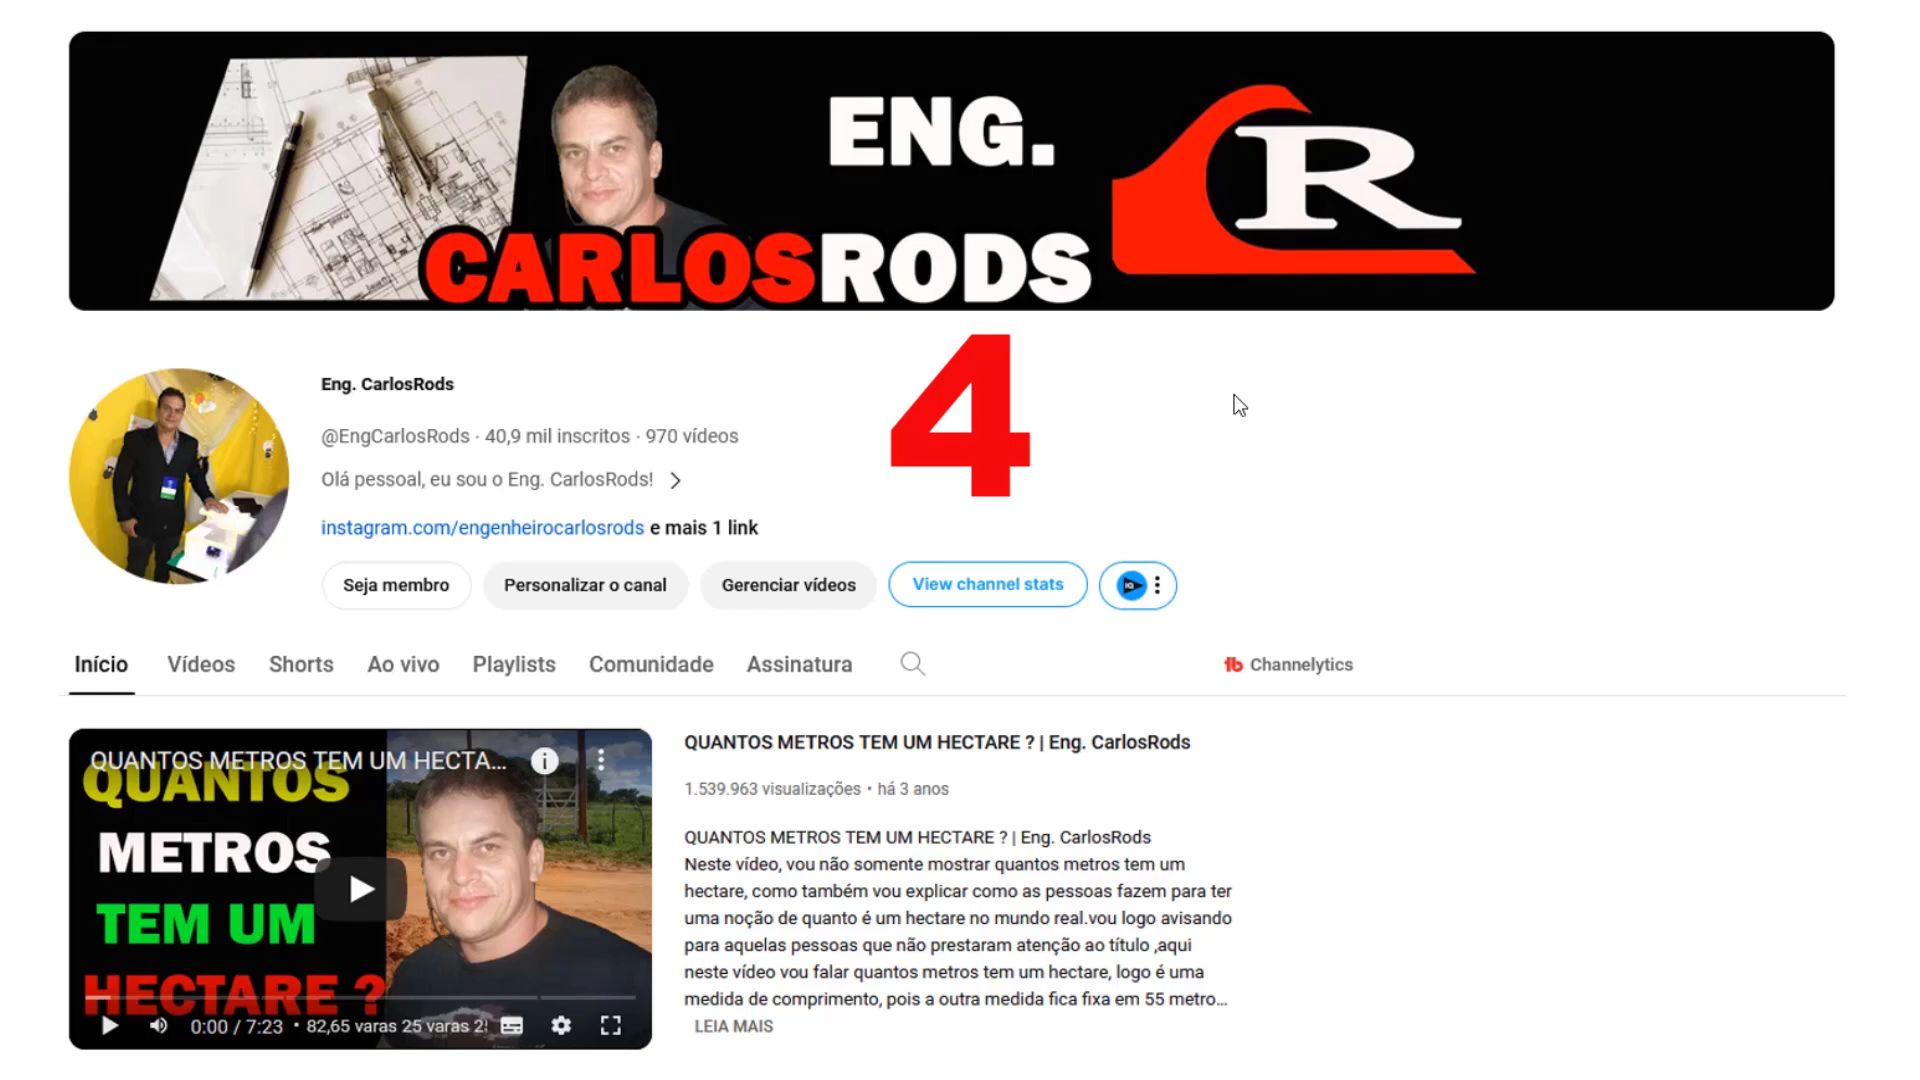 ENG.
CARLOSRODS
R
4
Eng. CarlosRods
@EngCarlosRods · 40,9 mil inscritos · 970 vídeos
Olá pessoal, eu sou o Eng. CarlosRods!
instagram.com/engenheirocarlosrods e mais 1 link
Seja membro
Personalizar o canal
Gerenciar vídeos
View channel stats
Início
Vídeos
Shorts
Ao vivo
Playlists
Comunidade
Assinatura
Channelytics
QUANTOS METROS TEM UM HECTA...
QUANTOS
METROS
TEM UM
HECTARE ?
0:00 / 7:23 • 82,65 varas 25 varas
QUANTOS METROS TEM UM HECTARE ? | Eng. CarlosRods
1.539.963 visualizações • há 3 anos
QUANTOS METROS TEM UM HECTARE ? | Eng. CarlosRods
Neste vídeo, vou não somente mostrar quantos metros tem um
hectare, como também vou explicar como as pessoas fazem para ter
uma noção de quanto é um hectare no mundo real.vou logo avisando
para aquelas pessoas que não prestaram atenção ao título ,aqui
neste vídeo vou falar quantos metros tem um hectare, logo é uma
medida de comprimento, pois a outra medida fica fixa em 55 metro...
LEIA MAIS